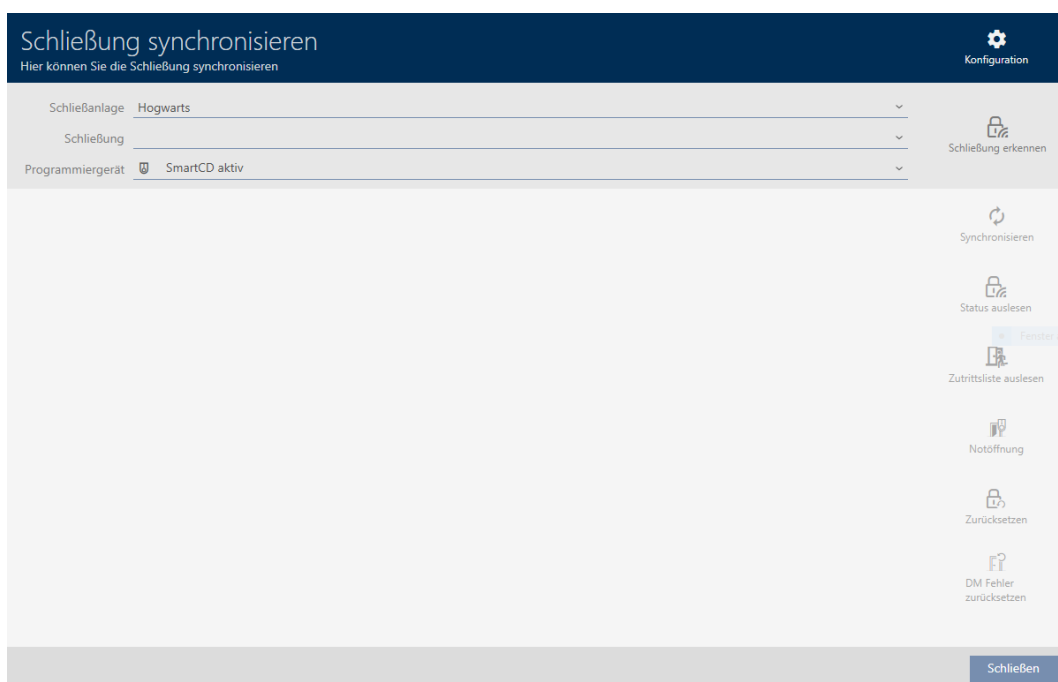 Schließung synchronisieren
Hier können Sie die Schließung synchronisieren
Konfiguration
Schließanlage Hogwarts
Schließung
Programmiergerät SmartCD aktiv
Schließung erkennen
Synchronisieren
Status auslesen
Fenster
Zutrittsliste auslesen
Notöffnung
Zurücksetzen
DM Fehler
zurücksetzen
Schließen